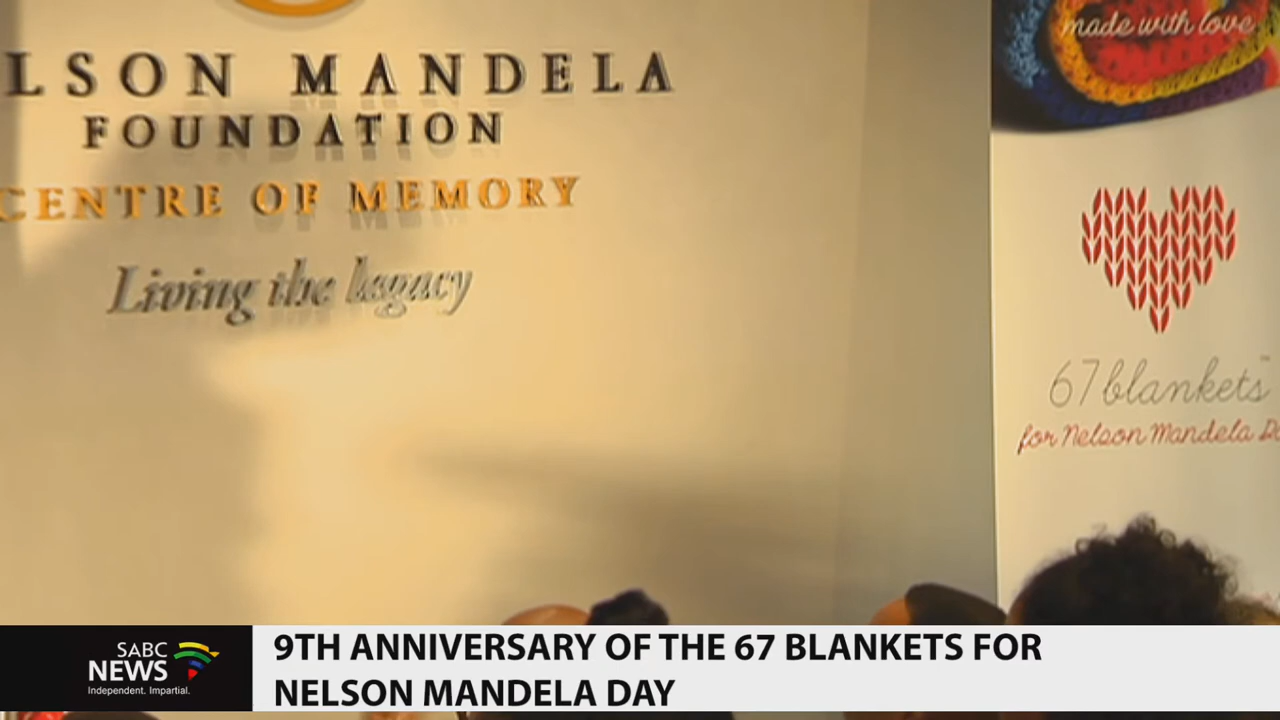 LSON MANDELA
FOUNDATION
CENTRE OF MEMORY
Living the legacy
made with love
67 blankets™
for Nelson Mandela
SABC
NEWS
Independent. Impartial.
9TH ANNIVERSARY OF THE 67 BLANKETS FOR
NELSON MANDELA DAY